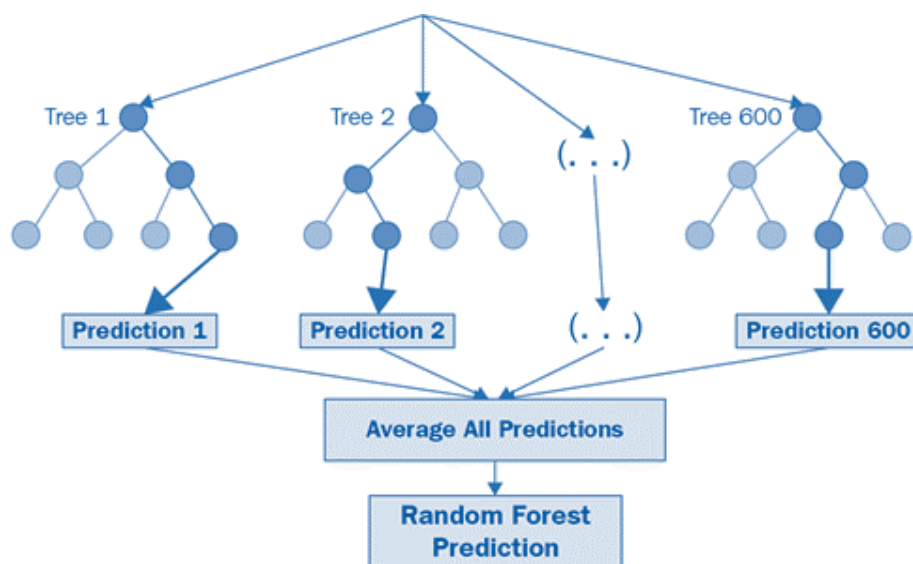 Tree 1
Tree 2
Tree 600
(. . .)
Prediction 1
Prediction 2
(. . .)
Prediction 600
Average All Predictions
Random Forest
Prediction